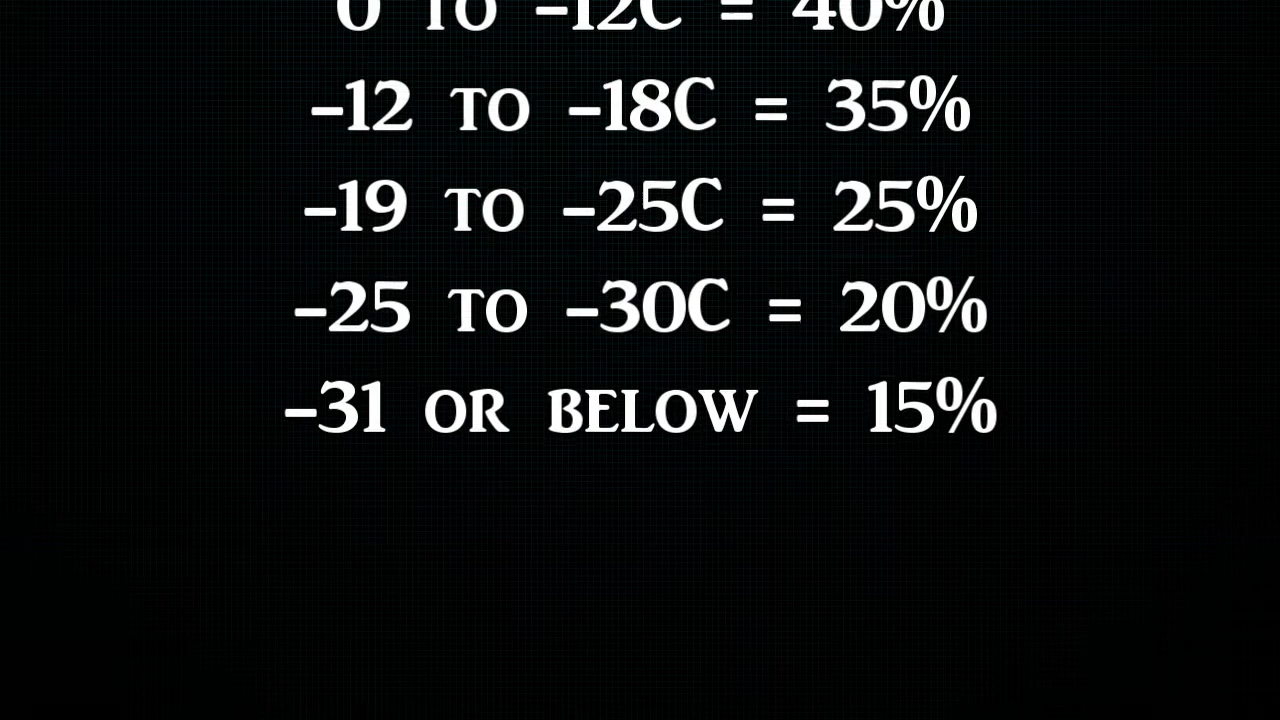 0 TO -12C = 40%
-12 TO -18C = 35%
-19 TO -25C = 25%
-25 TO -30C = 20%
-31 OR BELOW = 15%